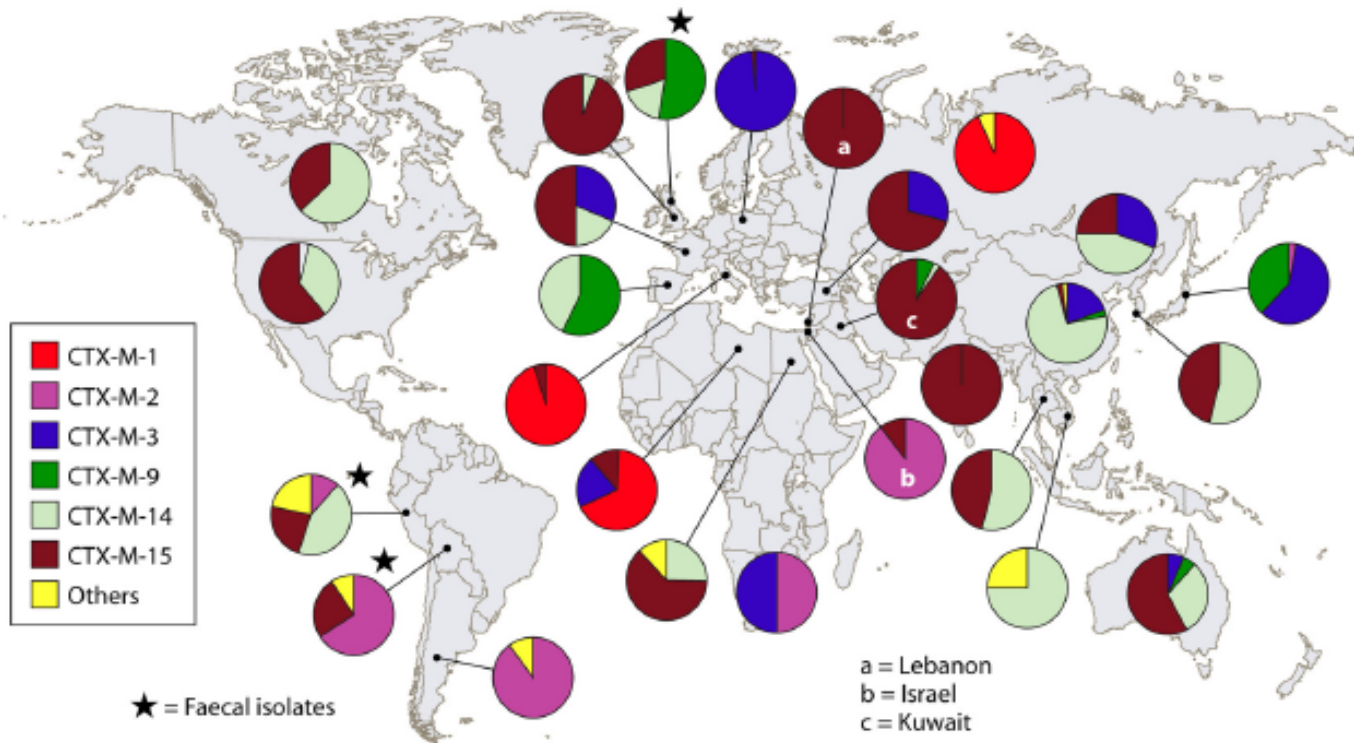 a
c
b
CTX-M-1
CTX-M-2
CTX-M-3
CTX-M-9
CTX-M-14
CTX-M-15
Others
★ = Faecal isolates
a = Lebanon
b = Israel
c = Kuwait